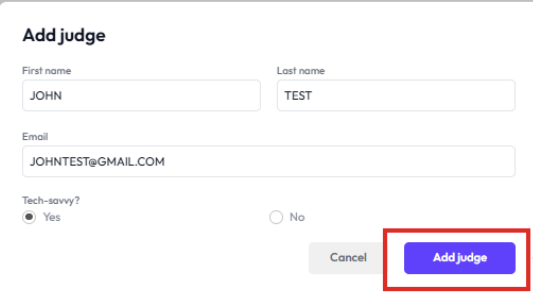 Add judge
First name Last name
JOHN TEST
Email
JOHNTEST@GMAIL.COM
Tech-savvy?
Yes No
Cancel Add judge